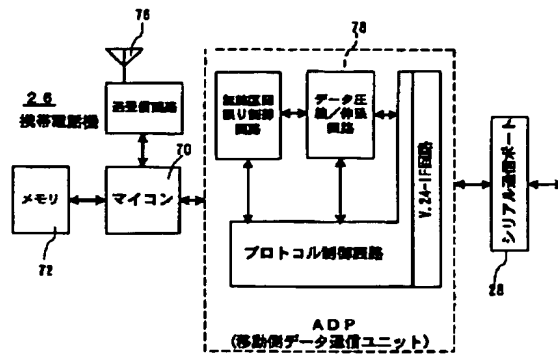 76
78
送受信回路
無線区間
誤り制御
回路
データ圧
縮/伸張
回路
26
携帯電話機
70
メモリ
マイコン
72
V.24-IF回路
プロトコル制御回路
シリアル通信ポート
28
ADP
(移動側データ通信ユニット)